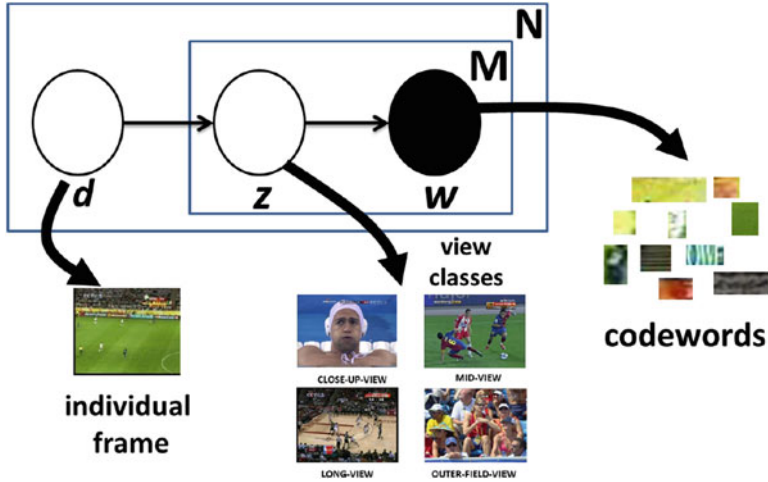 N
M
d
z
w
view
classes
codewords
individual
frame
CLOSE-UP-VIEW
MID-VIEW
LONG-VIEW
OUTER-FIELD-VIEW